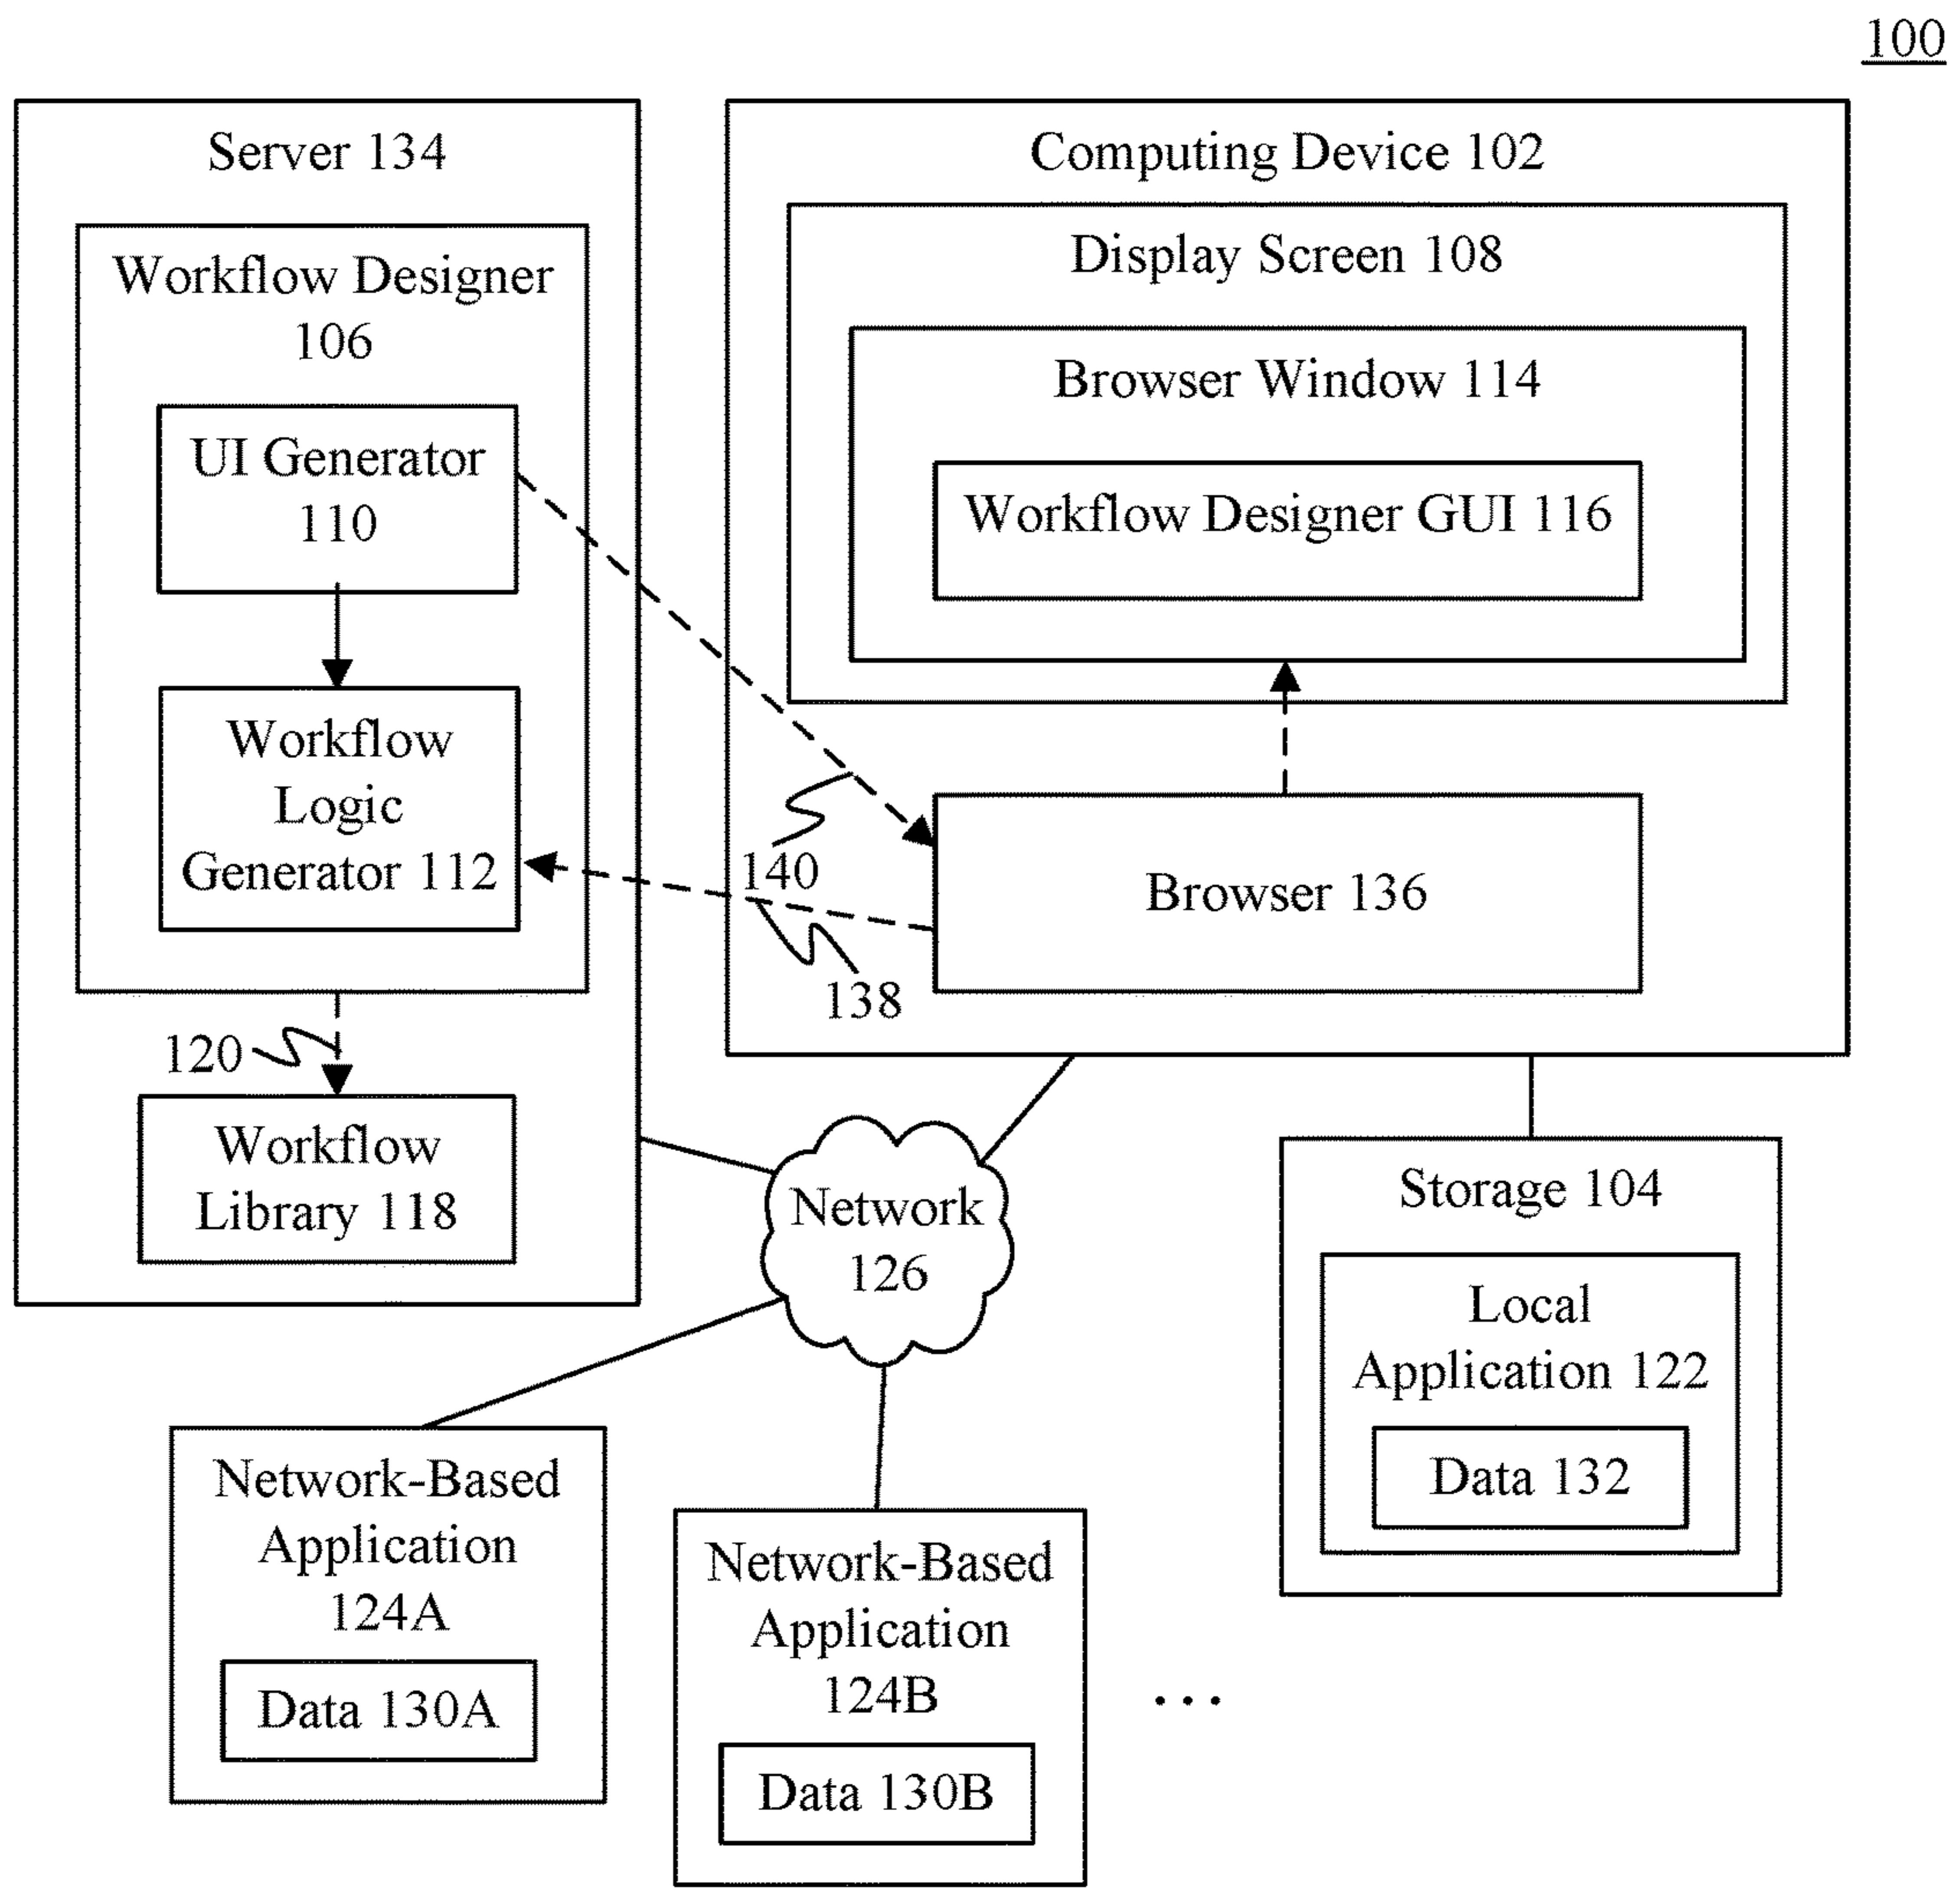 100
Server 134
Workflow Designer
106
UI Generator
110
Workflow
Logic
Generator 112
120
Workflow
Library 118
Computing Device 102
Display Screen 108
Browser Window 114
Workflow Designer GUI 116
140
Browser 136
138
Network
126
Storage 104
Local
Application 122
Data 132
Network-Based
Application
124A
Data 130A
Network-Based
Application
124B
Data 130B
...